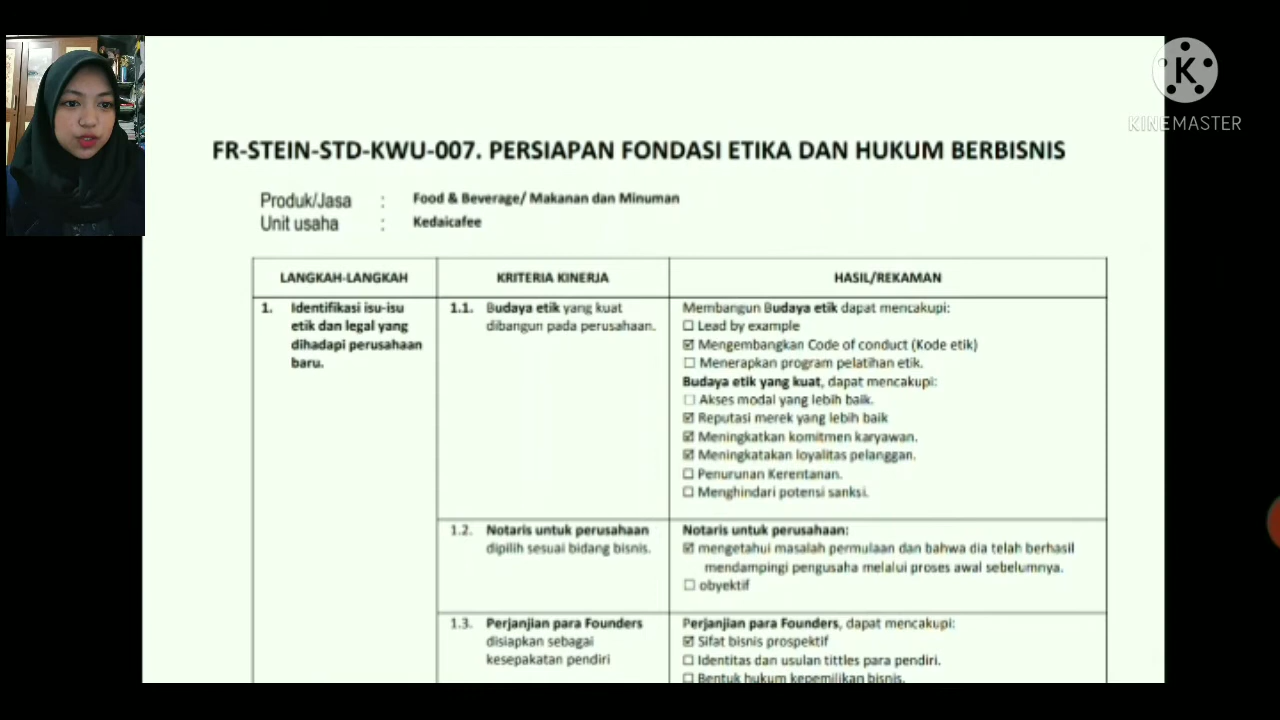 K
KINEMASTER
FR-STEIN-STD-KWU-007. PERSIAPAN FONDASI ETIKA DAN HUKUM BERBISNIS
Produk/Jasa : Food & Beverage/ Makanan dan Minuman
Unit usaha : Kedaicafee
LANGKAH-LANGKAH
KRITERIA KINERJA
HASIL/REKAMAN
1. Identifikasi isu-isu
etik dan legal yang
dihadapi perusahaan
baru.
1.1. Budaya etik yang kuat
dibangun pada perusahaan.
Membangun Budaya etik dapat mencakupi:
☐ Lead by example
☑ Mengembangkan Code of conduct (Kode etik)
☐ Menerapkan program pelatihan etik.
Budaya etik yang kuat, dapat mencakupi:
☐ Akses modal yang lebih baik.
☑ Reputasi merek yang lebih baik
☑ Meningkatkan komitmen karyawan.
☑ Meningkatakan loyalitas pelanggan.
☐ Penurunan Kerentanan.
☐ Menghindari potensi sanksi.
1.2. Notaris untuk perusahaan
dipilih sesuai bidang bisnis.
Notaris untuk perusahaan:
☑ mengetahui masalah permulaan dan bahwa dia telah berhasil
mendampingi pengusaha melalui proses awal sebelumnya.
☐ obyektif
1.3. Perjanjian para Founders
disiapkan sebagai
kesepakatan pendiri
Perjanjian para Founders, dapat mencakupi:
☑ Sifat bisnis prospektif
☐ Identitas dan usulan tittles para pendiri.
☐ Bentuk hukum kepemilikan bisnis.